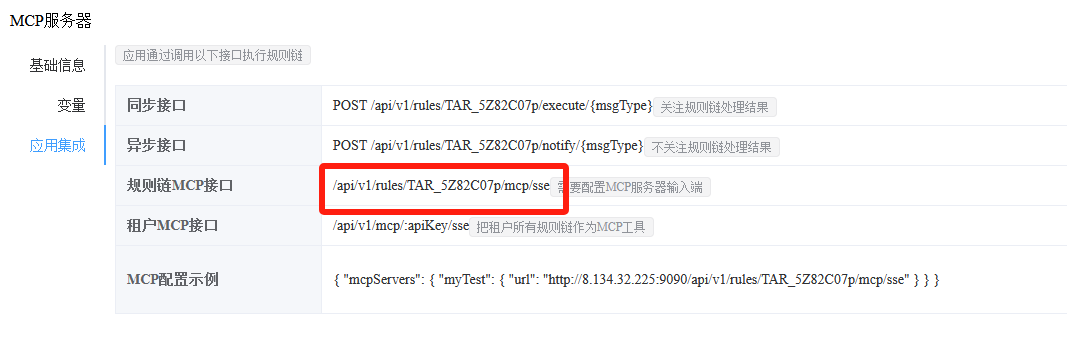 MCP服务器
基础信息
变量
应用集成
应用通过调用以下接口执行规则链
同步接口 POST /api/v1/rules/TAR_5Z82C07p/execute/{msgType} 关注规则链处理结果
异步接口 POST /api/v1/rules/TAR_5Z82C07p/notify/{msgType} 不关注规则链处理结果
规则链MCP接口 /api/v1/rules/TAR_5Z82C07p/mcp/sse 需要配置MCP服务器输入端
租户MCP接口 /api/v1/mcp/:apiKey/sse 把租户所有规则链作为MCP工具
MCP配置示例 { "mcpServers": { "myTest": { "url": "http://8.134.32.225:9090/api/v1/rules/TAR_5Z82C07p/mcp/sse" } } }